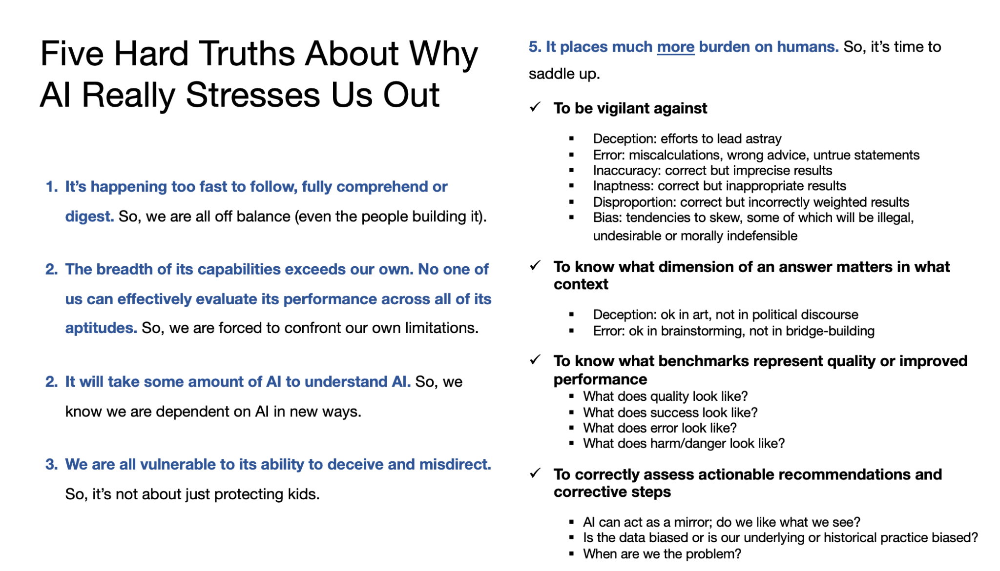 Five Hard Truths About Why
AI Really Stresses Us Out
1. It’s happening too fast to follow, fully comprehend or
digest. So, we are all off balance (even the people building it).
2. The breadth of its capabilities exceeds our own. No one of
us can effectively evaluate its performance across all of its
aptitudes. So, we are forced to confront our own limitations.
2. It will take some amount of AI to understand AI. So, we
know we are dependent on AI in new ways.
3. We are all vulnerable to its ability to deceive and misdirect.
So, it’s not about just protecting kids.
5. It places much more burden on humans. So, it’s time to
saddle up.
✓ To be vigilant against
▪ Deception: efforts to lead astray
▪ Error: miscalculations, wrong advice, untrue statements
▪ Inaccuracy: correct but imprecise results
▪ Inaptness: correct but inappropriate results
▪ Disproportion: correct but incorrectly weighted results
▪ Bias: tendencies to skew, some of which will be illegal,
undesirable or morally indefensible
✓ To know what dimension of an answer matters in what
context
▪ Deception: ok in art, not in political discourse
▪ Error: ok in brainstorming, not in bridge-building
✓ To know what benchmarks represent quality or improved
performance
▪ What does quality look like?
▪ What does success look like?
▪ What does error look like?
▪ What does harm/danger look like?
✓ To correctly assess actionable recommendations and
corrective steps
▪ AI can act as a mirror; do we like what we see?
▪ Is the data biased or is our underlying or historical practice biased?
▪ When are we the problem?